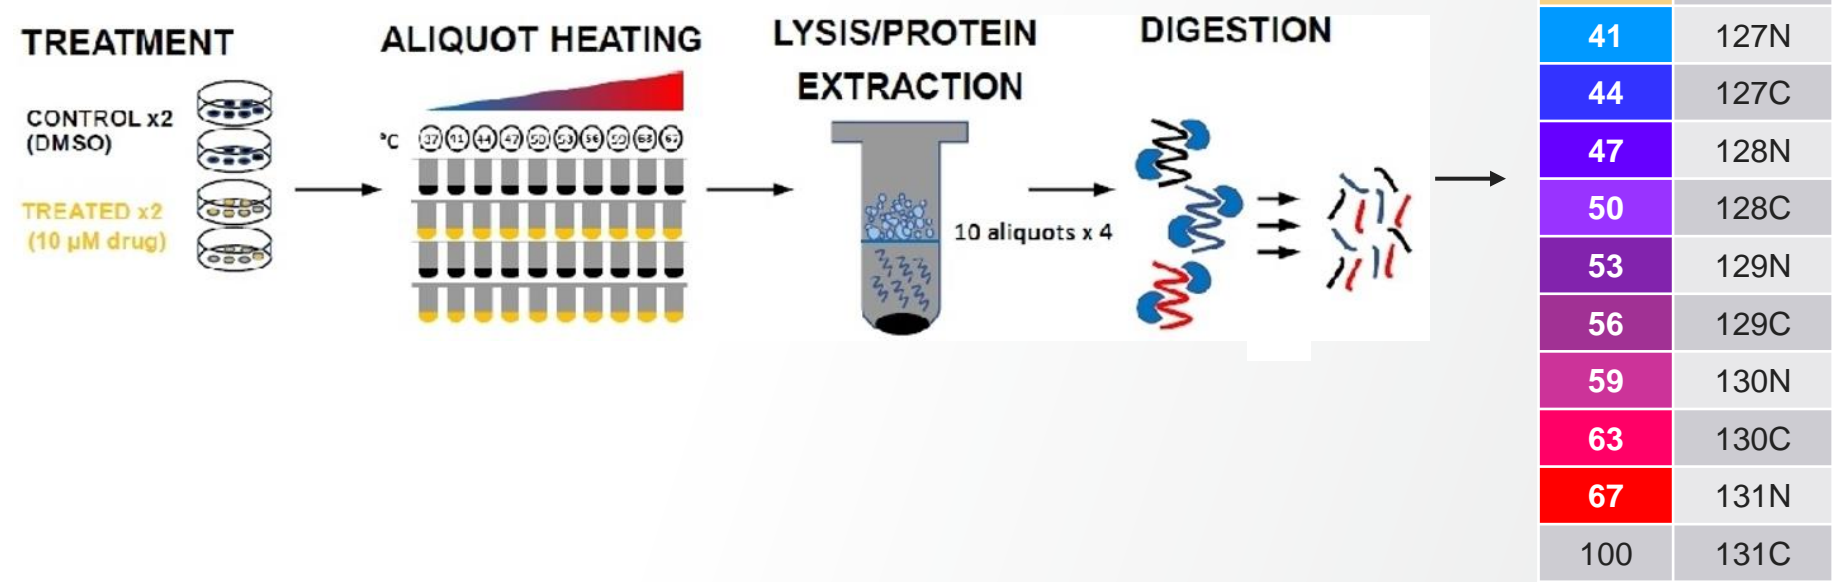 TREATMENT
CONTROL x2
(DMSO)
TREATED x2
(10 µM drug)
ALIQUOT HEATING
°C 37 41 44 47 50 53 56 59 63 67
LYSIS/PROTEIN
EXTRACTION
10 aliquots x 4
DIGESTION
41 127N
44 127C
47 128N
50 128C
53 129N
56 129C
59 130N
63 130C
67 131N
100 131C